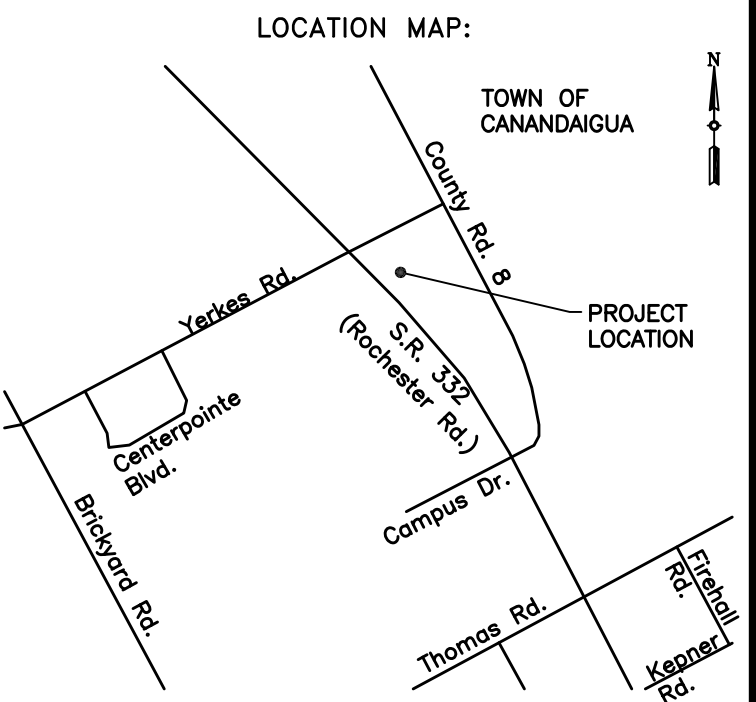 LOCATION MAP:
N
TOWN OF
CANANDAIGUA
County Rd. 8
Yerkes Rd.
PROJECT
LOCATION
S.R. 332
(Rochester Rd.)
Centerpointe
Blvd.
Campus Dr.
Brickyard Rd.
Thomas Rd.
Firehall
Rd.
Kepner
Rd.